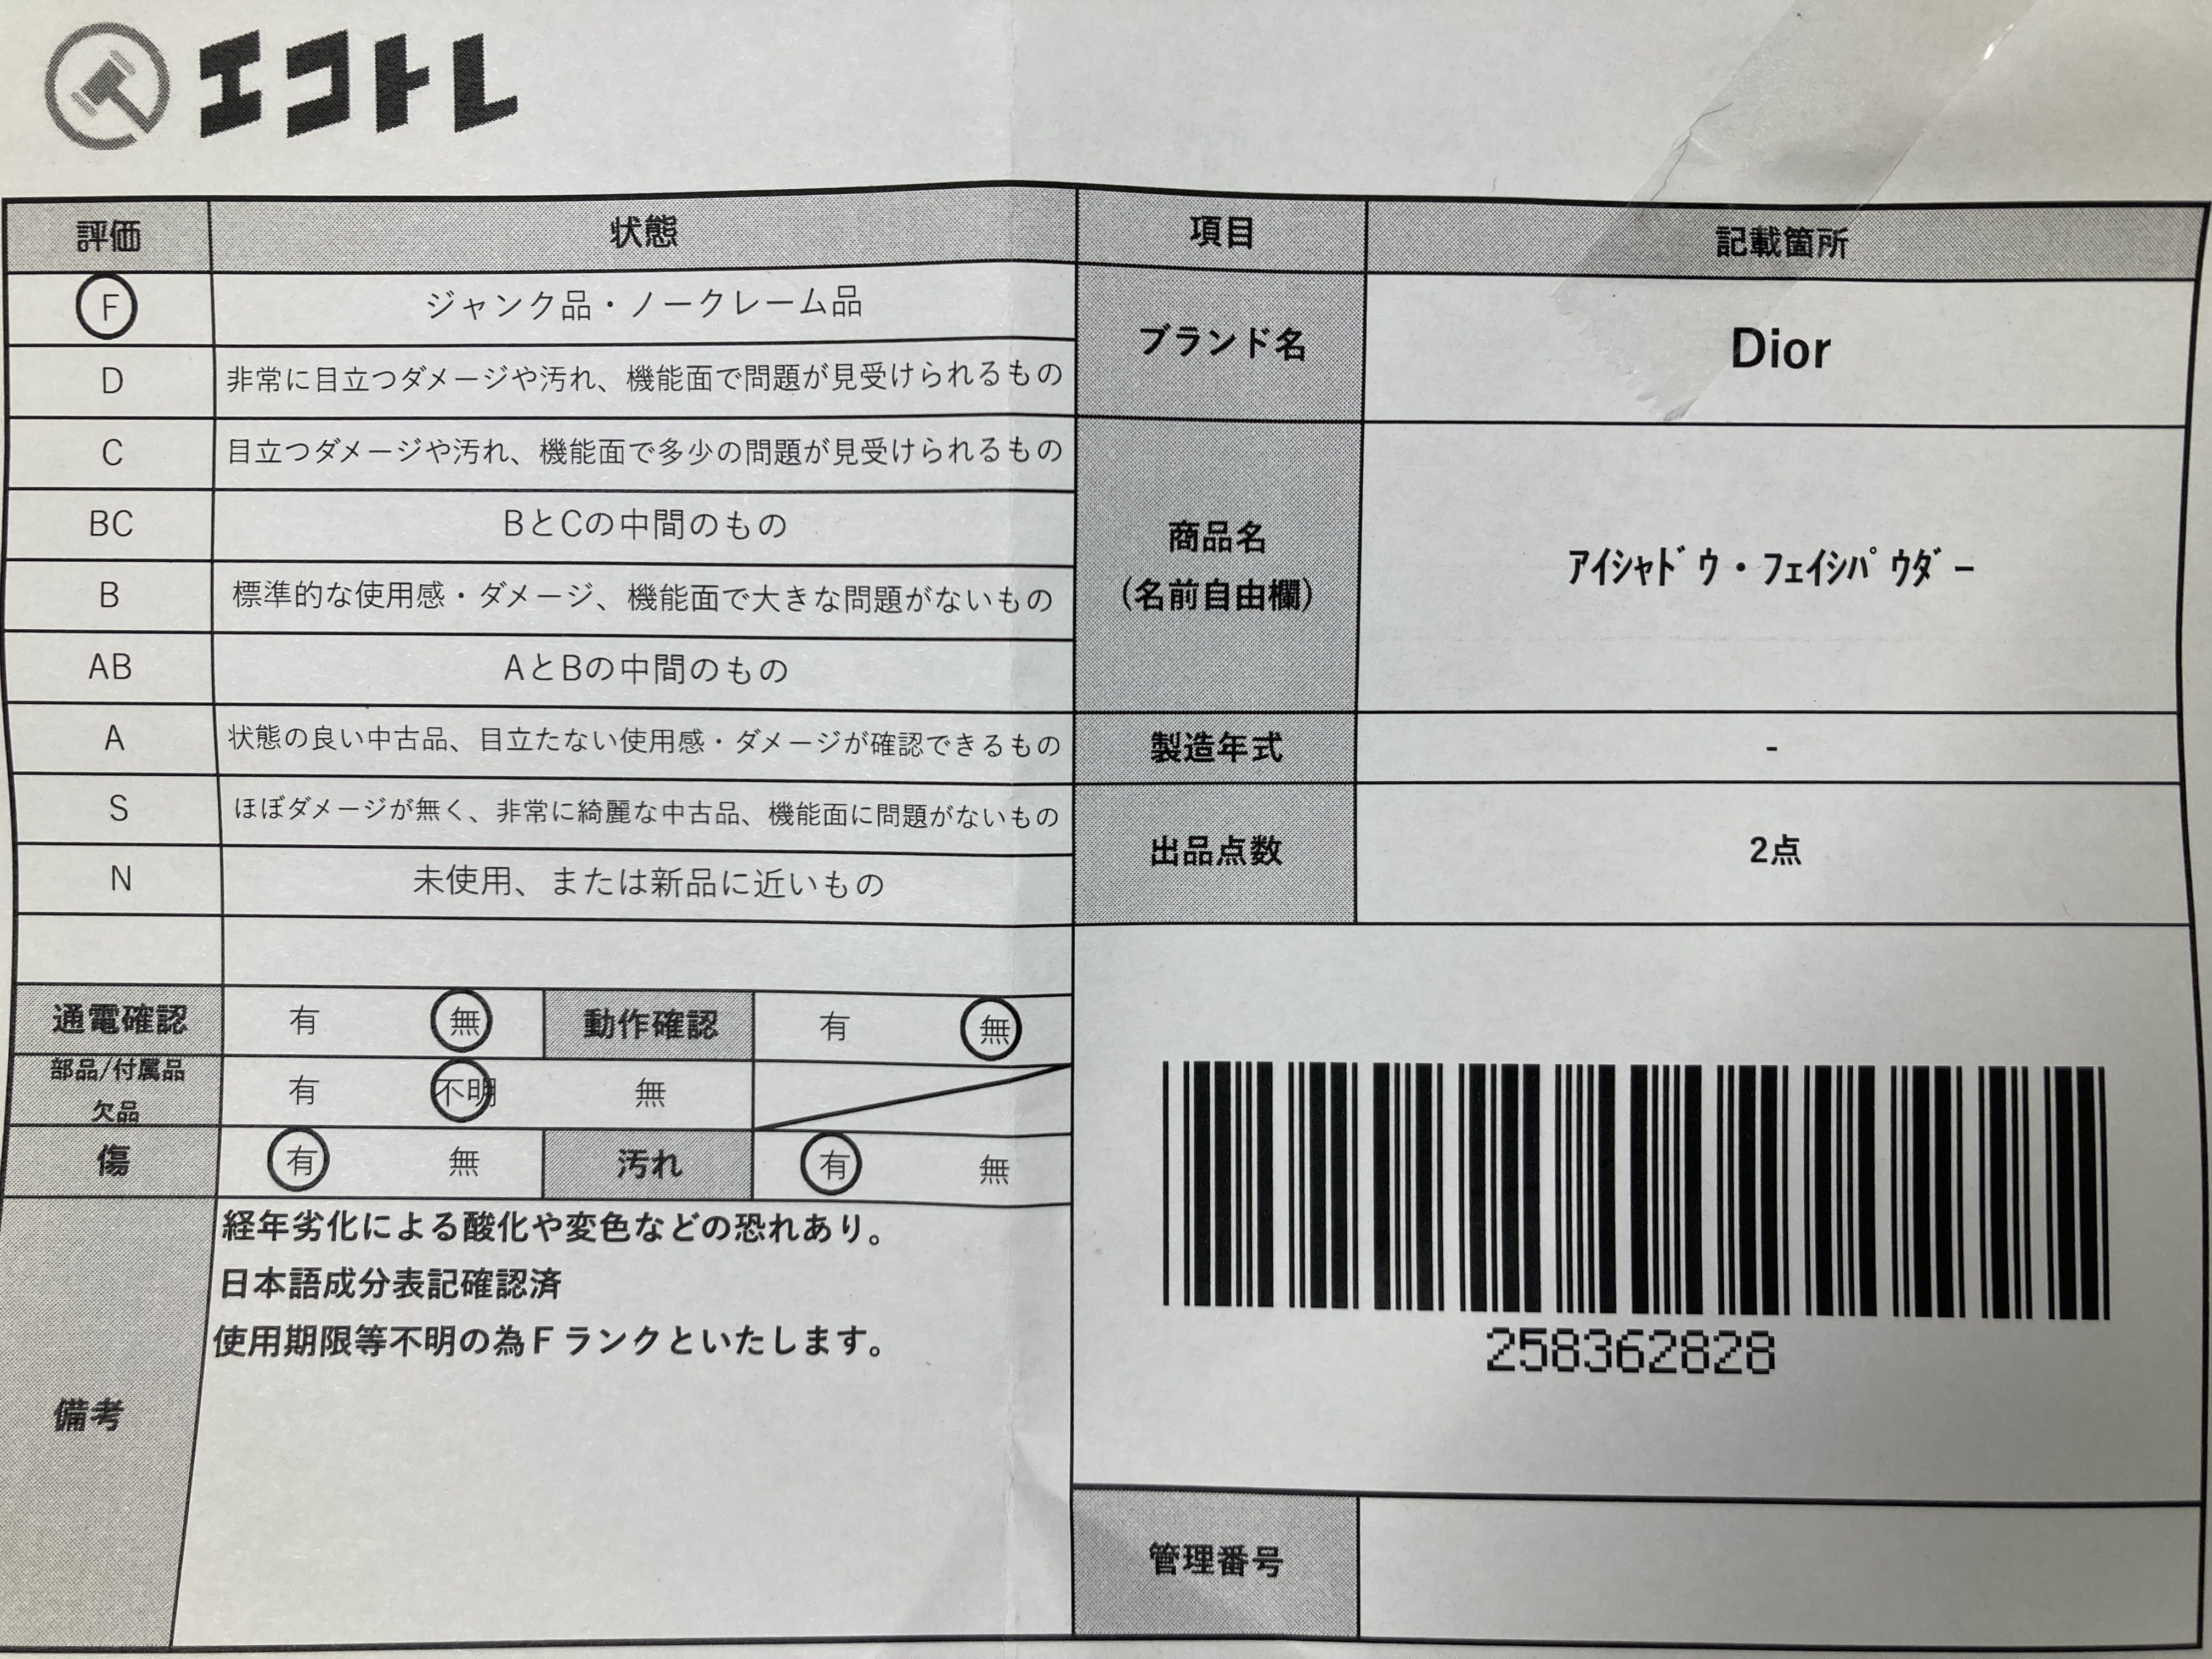 エコトレ
評価 状態 項目 記載箇所
F ジャンク品・ノークレーム品
D 非常に目立つダメージや汚れ、機能面で問題が見受けられるもの
C 目立つダメージや汚れ、機能面で多少の問題が見受けられるもの
BC BとCの中間のもの
B 標準的な使用感・ダメージ、機能面で大きな問題がないもの
AB AとBの中間のもの
A 状態の良い中古品、目立たない使用感・ダメージが確認できるもの
S ほぼダメージが無く、非常に綺麗な中古品、機能面に問題がないもの
N 未使用、または新品に近いもの
ブランド名 Dior
商品名
(名前自由欄)
ｱｲｼｬﾄﾞｳ・ﾌｪｲｼﾊﾟｳﾀﾞｰ
製造年式 -
出品点数 2点
通電確認 有 無 動作確認 有 無
部品/付属品
欠品
有 不明 無
傷 有 無 汚れ 有 無
備考
経年劣化による酸化や変色などの恐れあり。
日本語成分表記確認済
使用期限等不明の為Fランクといたします。
258362828
管理番号